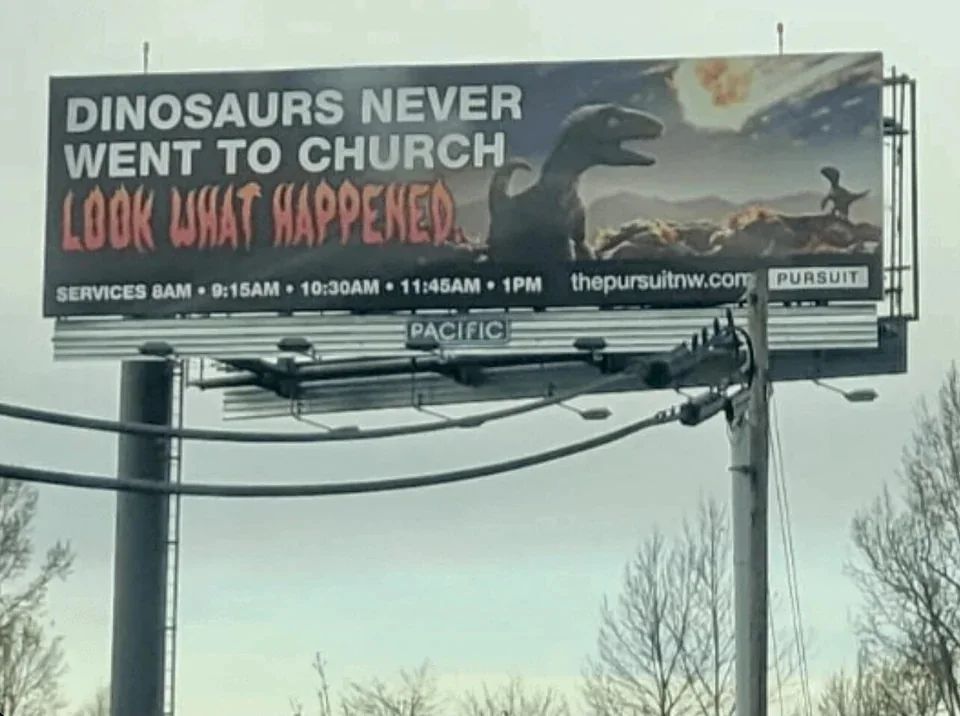 DINOSAURS NEVER
WENT TO CHURCH
LOOK WHAT HAPPENED.
SERVICES 8AM • 9:15AM • 10:30AM • 11:45AM • 1PM thepursuitnw.com PURSUIT
PACIFIC